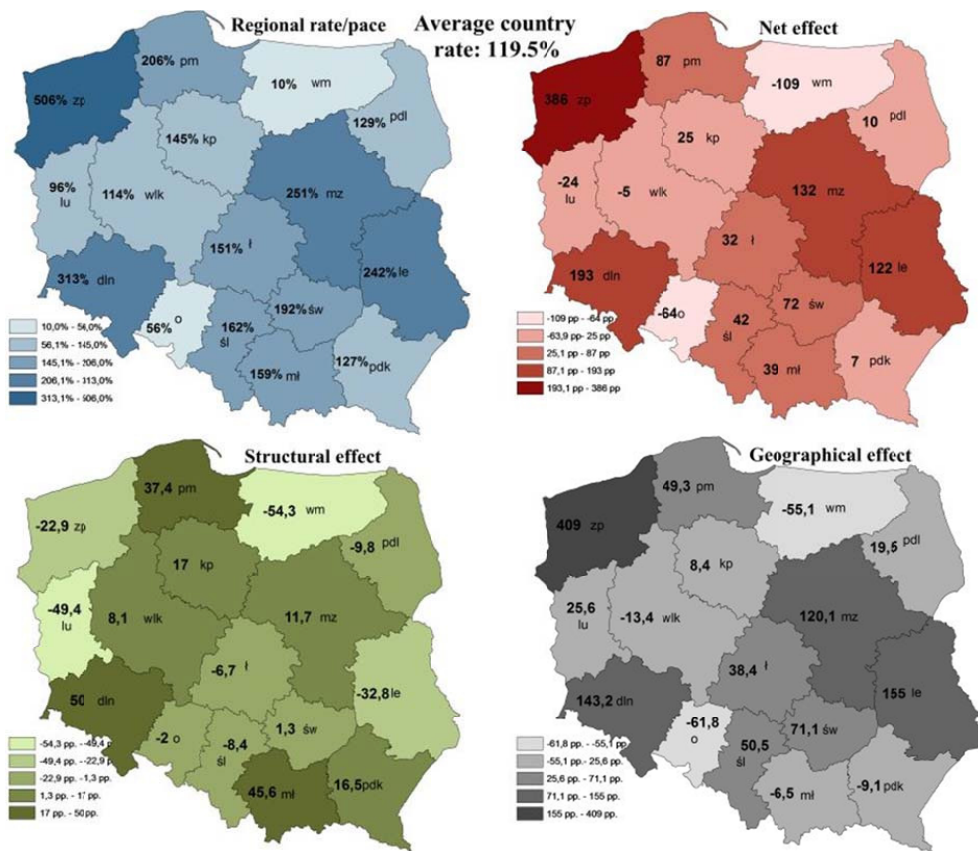 Regional rate/pace
Average country
rate: 119.5%
206% pm
10% wm
506% zp
129% pdl
145% kp
96%
lu
114% wlk
251% mz
151% ł
313% dln
242% le
56% o
192% św
162%
śl
159% mł
127% pdk
10,0% - 56,0%
56,1% - 145,0%
145,1% - 206,0%
206,1% - 313,0%
313,1% - 506,0%
Net effect
87 pm
-109 wm
386 zp
10 pdl
25 kp
-24
lu
-5 wlk
132 mz
32 ł
193 dln
122 le
-64 o
72 św
42
śl
39 mł
7 pdk
-109 pp - -64 pp
-63,9 pp - 25 pp
25,1 pp - 87 pp
87,1 pp - 193 pp
193,1 pp - 386 pp
Structural effect
37,4 pm
-54,3 wm
-22,9 zp
-9,8 pdl
17 kp
-49,4
lu
8,1 wlk
11,7 mz
-6,7 ł
50 dln
-32,8 le
-2 o
1,3 św
-8,4
śl
45,6 mł
16,5 pdk
-54,3 pp. - -49,4 p
-49,4 pp. - -22,9 p
-22,9 pp. - -1,3 pp.
1,3 pp. - 17 pp.
17 pp. - 50 pp.
Geographical effect
49,3 pm
-55,1 wm
409 zp
19,5 pdl
8,4 kp
25,6
lu
-13,4 wlk
120,1 mz
38,4 ł
143,2 dln
155 le
-61,8
o
71,1 św
50,5
śl
-6,5 mł
-9,1 pdk
-61,8 pp. - -55,1 pp
-55,1 pp. - 25,6 pp.
25,6 pp. - 71,1 pp.
71,1 pp. - 155 pp.
155 pp. - 409 pp.